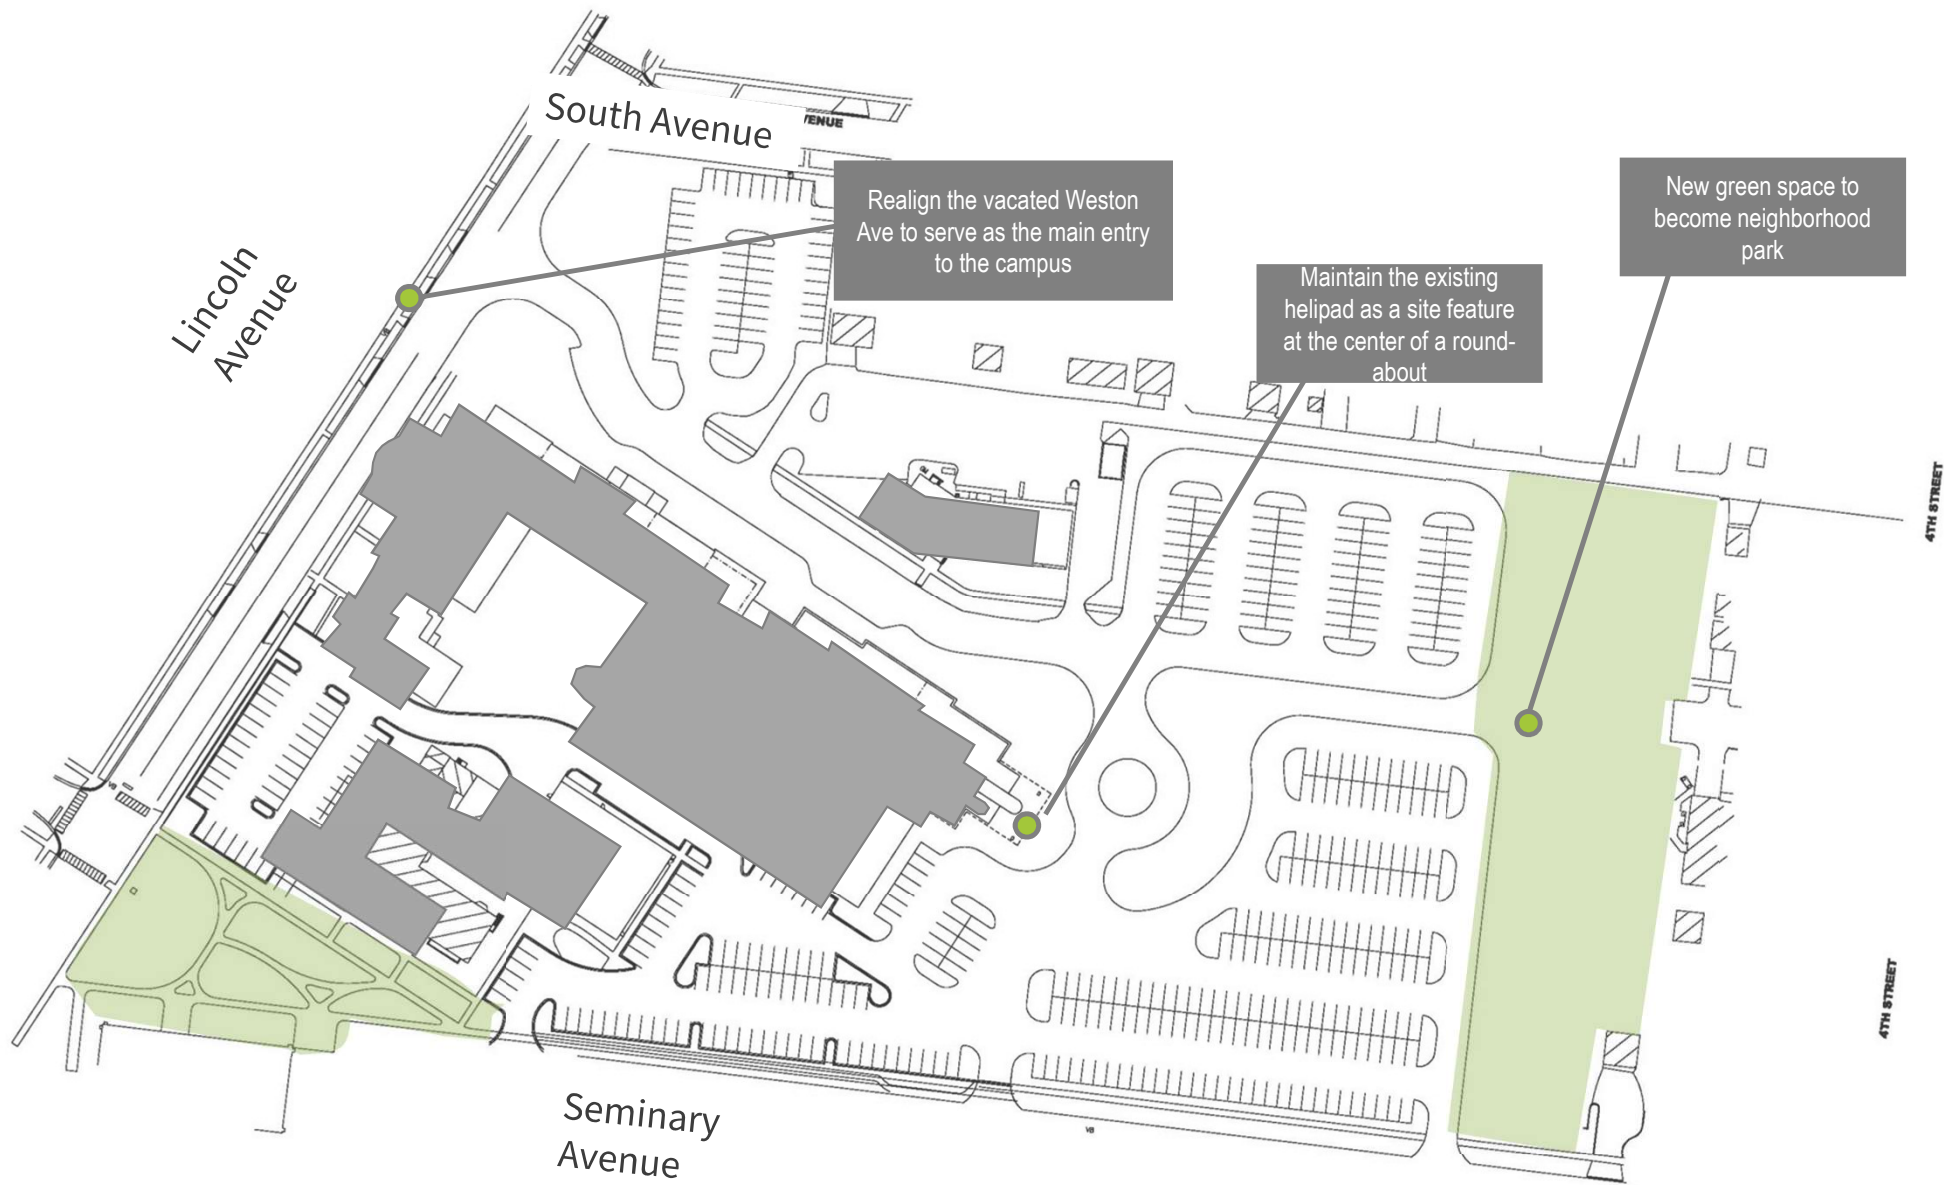 South Avenue
VENUE
Realign the vacated Weston
Ave to serve as the main entry
to the campus
New green space to
become neighborhood
park
Maintain the existing
helipad as a site feature
at the center of a round-
about
Lincoln
Avenue
4TH STREET
4TH STREET
Seminary
Avenue